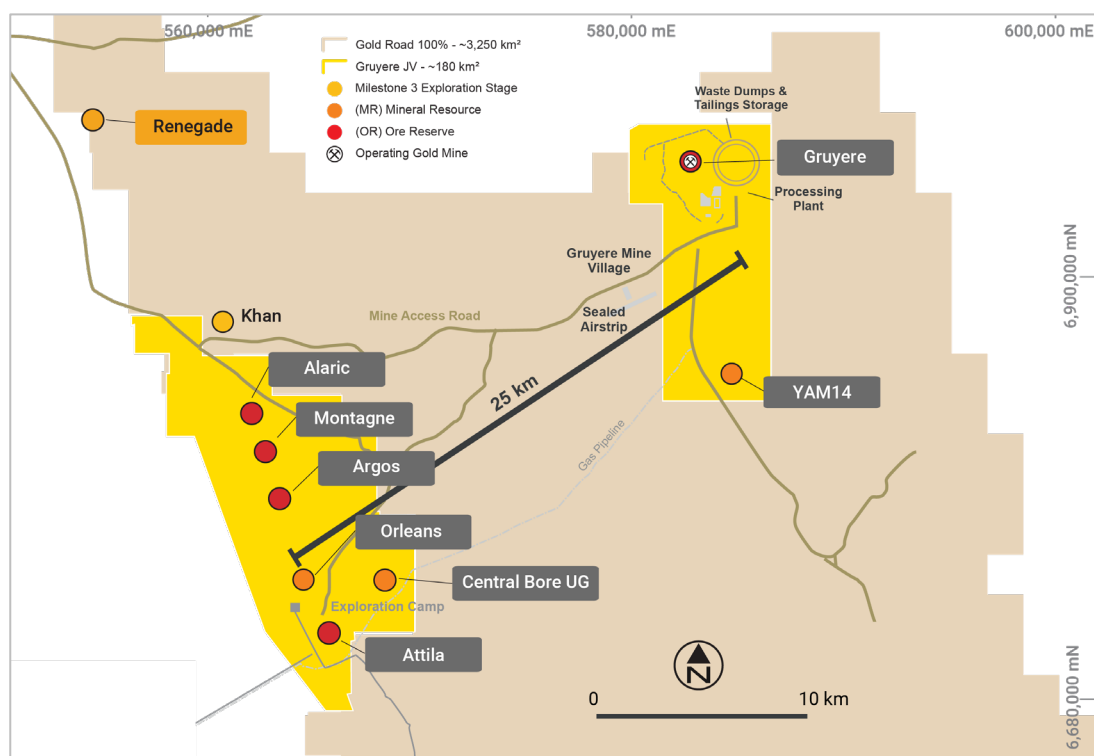 560,000 mE
580,000 mE
600,000 mE
Gold Road 100% - ~3,250 km²
Gruyere JV - ~180 km²
Milestone 3 Exploration Stage
(MR) Mineral Resource
(OR) Ore Reserve
Operating Gold Mine
Waste Dumps &
Tailings Storage
Renegade
Gruyere
Processing
Plant
Gruyere Mine
Village
6,900,000 mN
Sealed
Airstrip
Khan
Mine Access Road
Alaric
25 km
YAM14
Montagne
Gas Pipeline
Argos
Orleans
Central Bore UG
Exploration Camp
Attila
N
0
10 km
6,680,000 mN